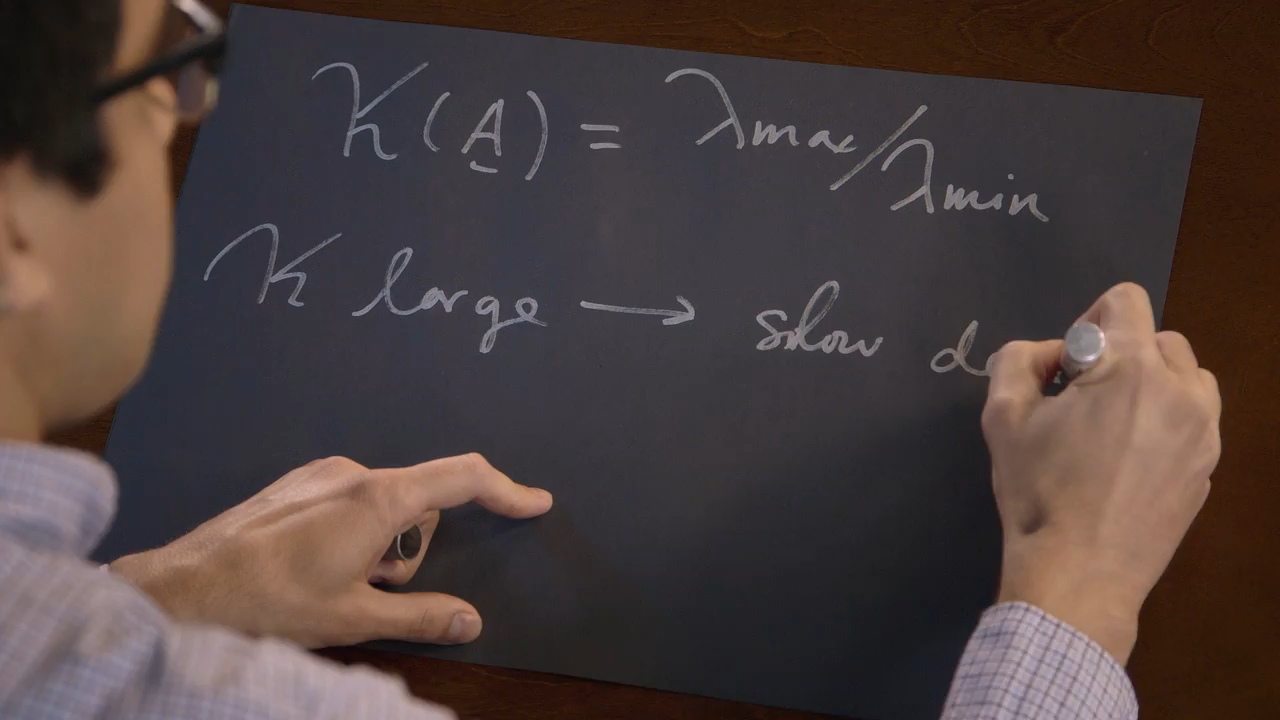 κ(A̲) = λmax/λmin
κ large → slow